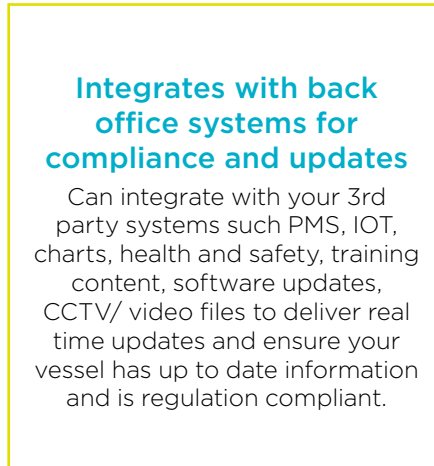 Integrates with back
office systems for
compliance and updates
Can integrate with your 3rd
party systems such PMS, IOT,
charts, health and safety, training
content, software updates,
CCTV/ video files to deliver real
time updates and ensure your
vessel has up to date information
and is regulation compliant.